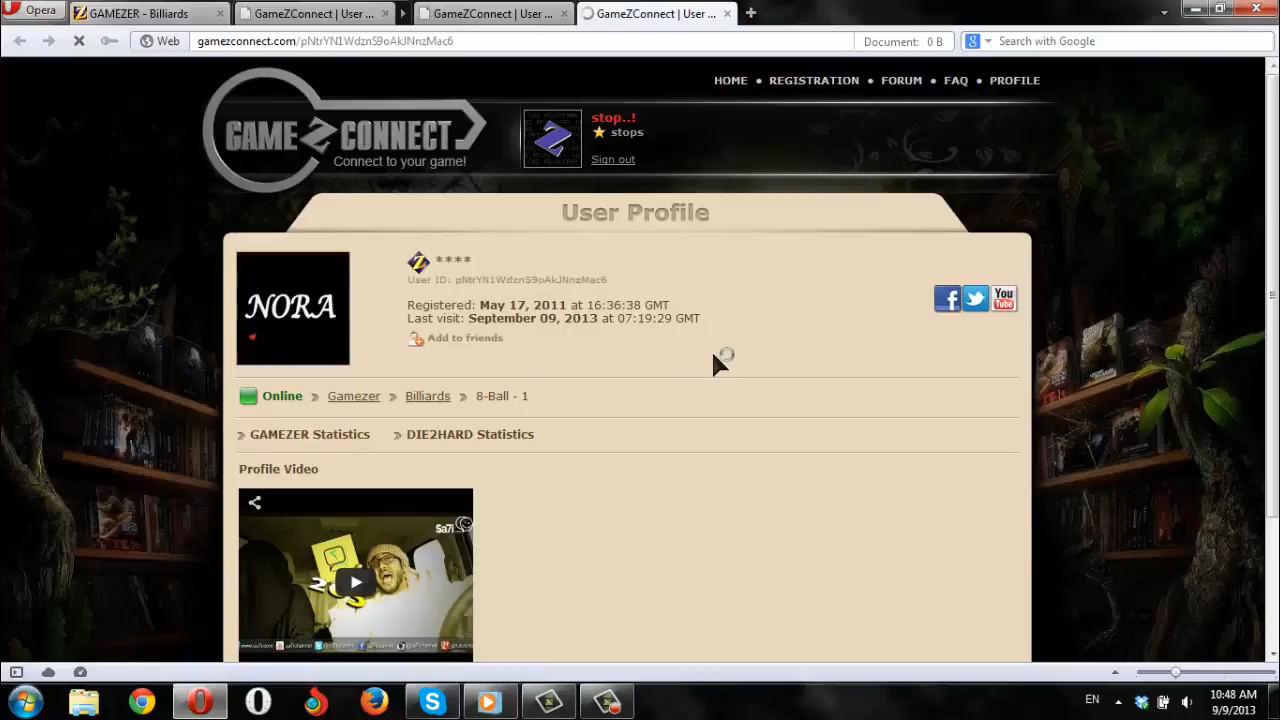 Opera
GAMEZER - Billiards
GameZConnect | User ...
GameZConnect | User ...
GameZConnect | User ...
Web
gamezconnect.com/pNtrYN1WdznS9oAkJNnzMac6
Document: 0 B
Search with Google
HOME • REGISTRATION • FORUM • FAQ • PROFILE
GAME Z CONNECT
Connect to your game!
stop..!
stops
Sign out
User Profile
NORA
****
User ID: pNtrYN1WdznS9oAkJNnzMac6
Registered: May 17, 2011 at 16:36:38 GMT
Last visit: September 09, 2013 at 07:19:29 GMT
Add to friends
Online » Gamezer » Billiards » 8-Ball - 1
» GAMEZER Statistics » DIE2HARD Statistics
Profile Video
Sa7i
EN
10:48 AM
9/9/2013